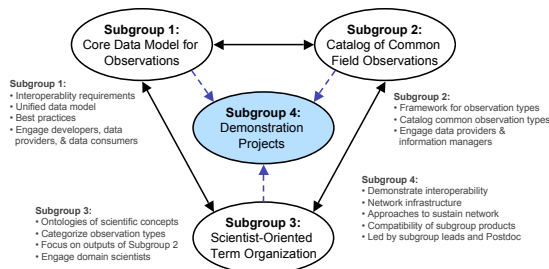 Subgroup 1:
Core Data Model for
Observations
Subgroup 2:
Catalog of Common
Field Observations
Subgroup 1:
• Interoperability requirements
• Unified data model
• Best practices
• Engage developers, data
providers, & data consumers
Subgroup 4:
Demonstration
Projects
Subgroup 2:
• Framework for observation types
• Catalog common observation types
• Engage data providers &
information managers
Subgroup 3:
• Ontologies of scientific concepts
• Categorize observation types
• Focus on outputs of Subgroup 2
• Engage domain scientists
Subgroup 3:
Scientist-Oriented
Term Organization
Subgroup 4:
• Demonstrate interoperability
• Network infrastructure
• Approaches to sustain network
• Compatibility of subgroup products
• Led by subgroup leads and Postdoc